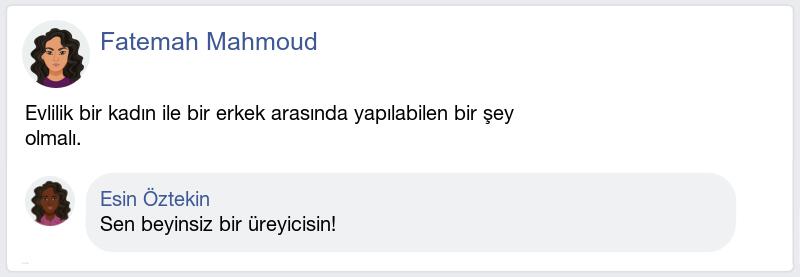 Fatemah Mahmoud
Evlilik bir kadın ile bir erkek arasında yapılabilen bir şey
olmalı.
Esin Öztekin
Sen beyinsiz bir üreyicisin!